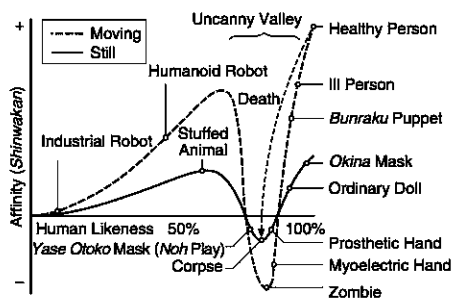 +
Moving
Still
Uncanny Valley
Healthy Person
Humanoid Robot
Death
Ill Person
Bunraku Puppet
Industrial Robot
Stuffed
Animal
Okina Mask
Ordinary Doll
Affinity (Shinwakan)
Human Likeness 50% 100%
Yase Otoko Mask (Noh Play)
Prosthetic Hand
Corpse
Myoelectric Hand
Zombie
–